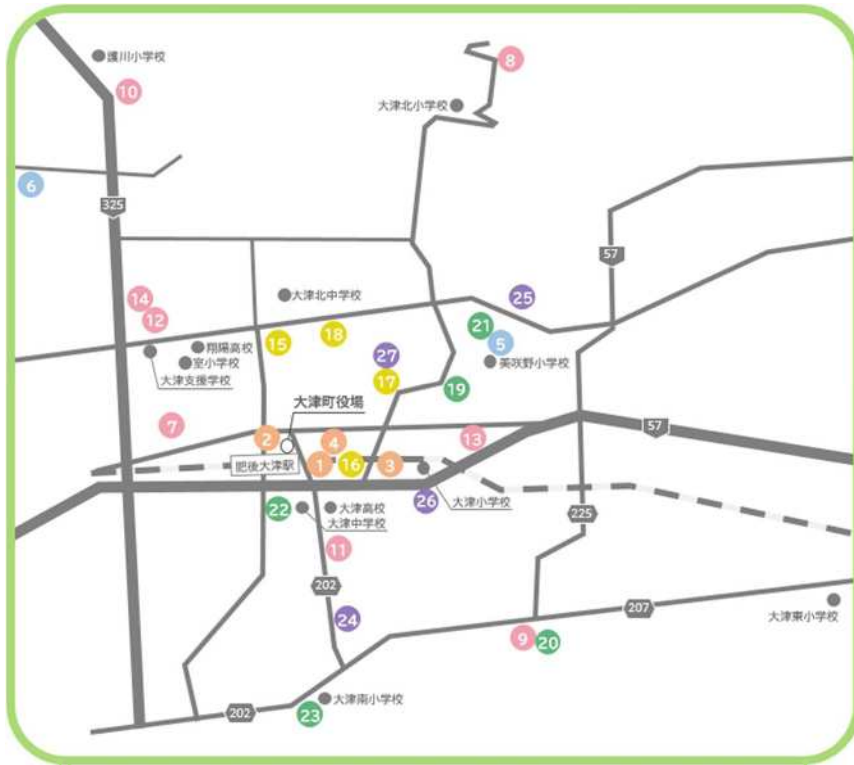 護川小学校
10
8
大津北小学校
6
325
57
14
12
大津北中学校
25
21
5
15
18
翔陽高校
室小学校
大津支援学校
27
17
美咲野小学校
19
大津町役場
7
2
4
13
57
肥後大津駅
1
16
3
大津小学校
26
22
大津高校
大津中学校
225
11
202
24
207
大津東小学校
9
20
大津南小学校
202
23